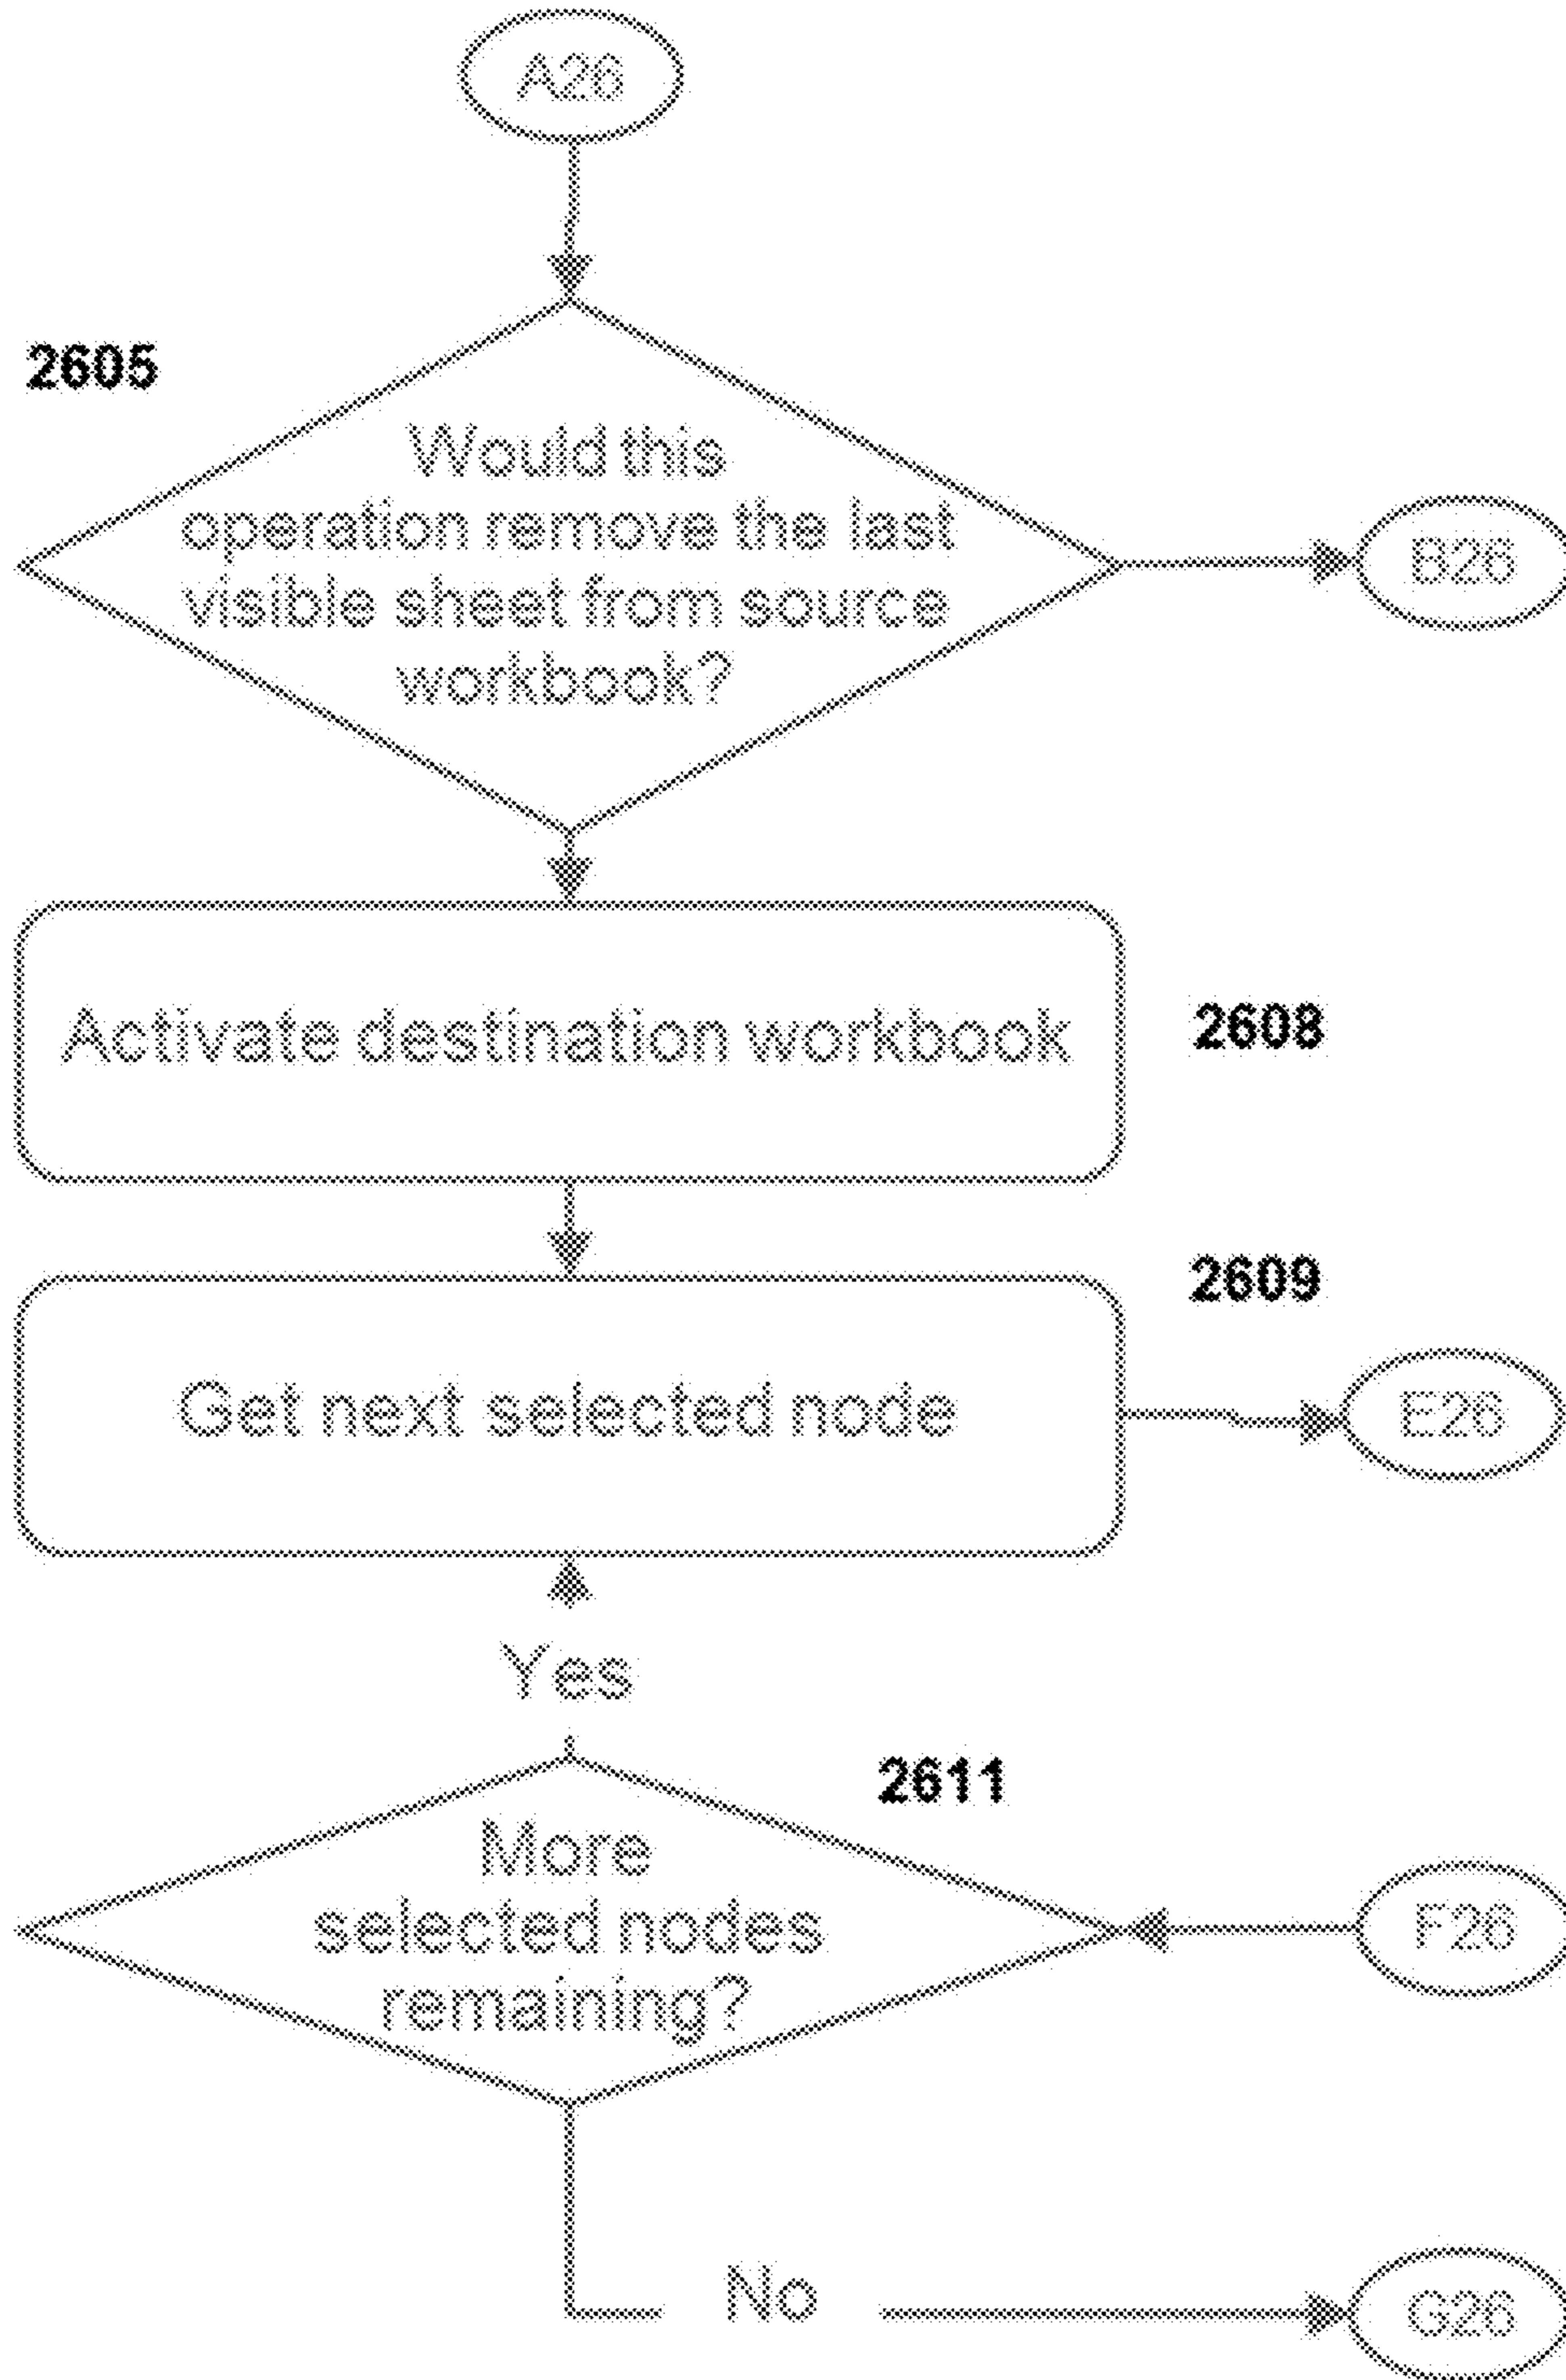 A26
2605
Would this
operation remove the last
visible sheet from source
workbook?
B26
Activate destination workbook
2608
2609
Get next selected node
E26
Yes
2611
More
selected nodes
remaining?
F26
No
G26